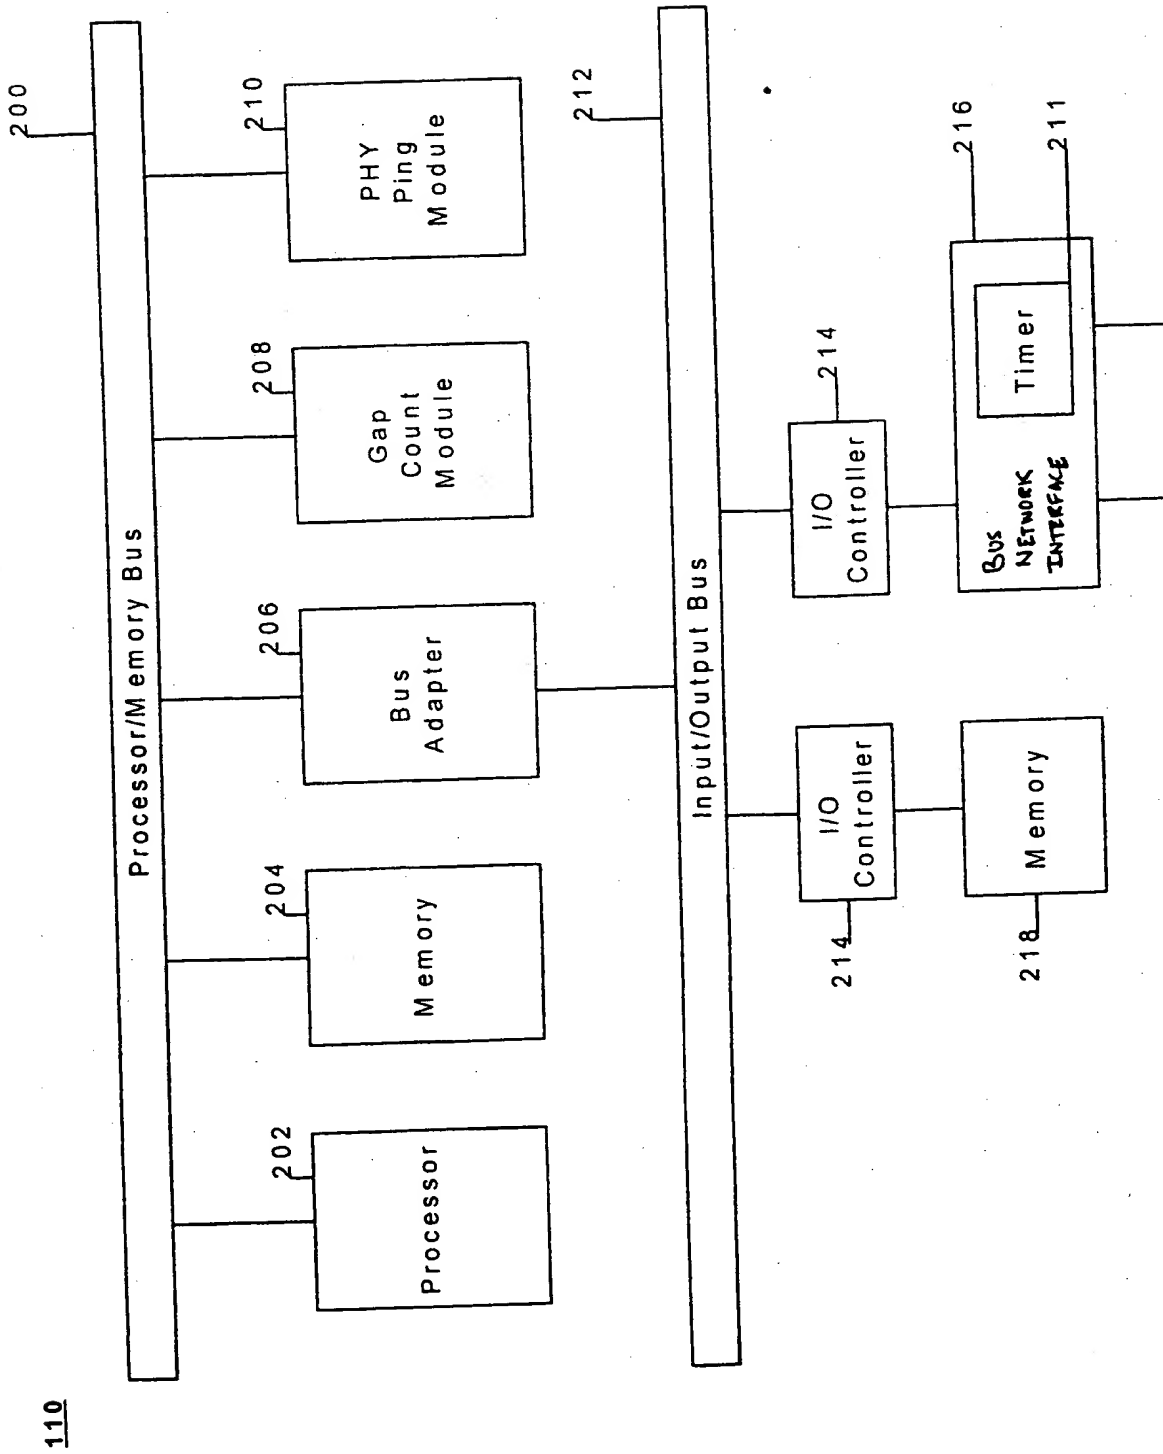 110
200
Processor/Memory Bus
202
204
206
208
210
Processor
Memory
Bus
Adapter
Gap
Count
Module
PHY
Ping
Module
212
Input/Output Bus
214
I/O
Controller
214
I/O
Controller
218
Memory
216
211
BUS
NETWORK
INTERFACE
Timer